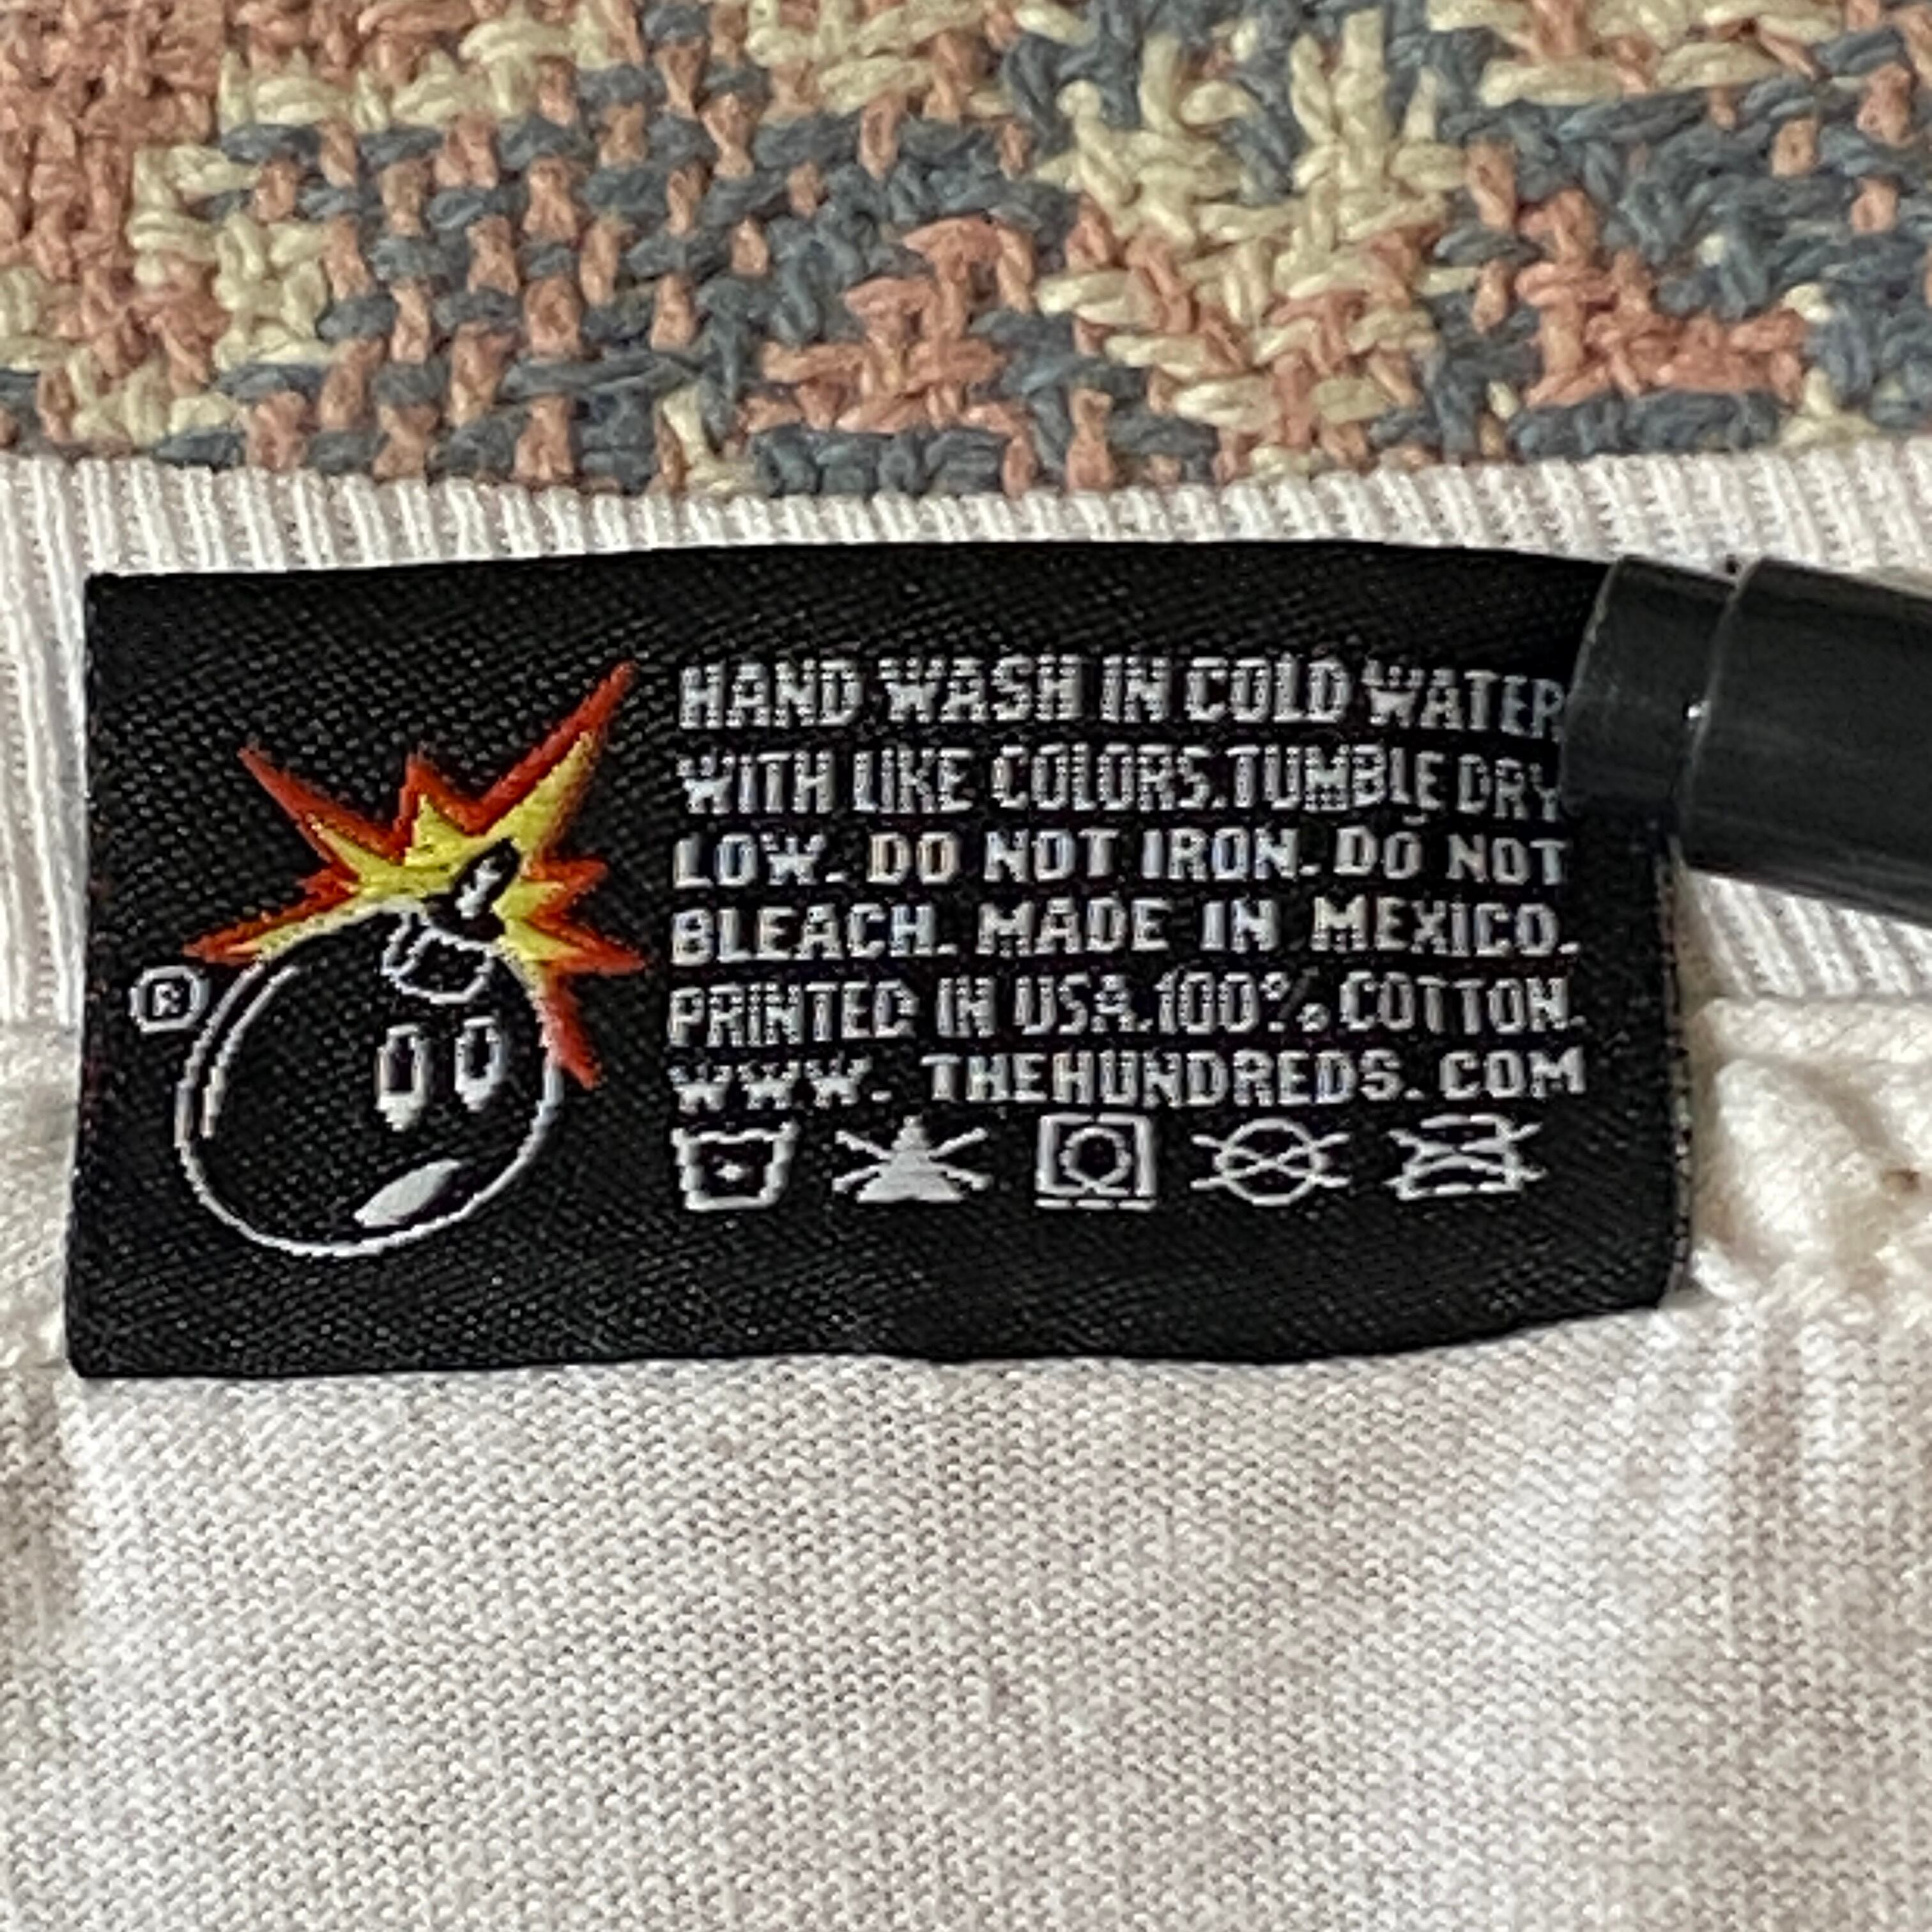 HAND WASH IN COLD WATER
WITH LIKE COLORS.TUMBLE DRY
LOW. DO NOT IRON. DO NOT
BLEACH. MADE IN MEXICO.
PRINTED IN USA.100% COTTON.
WWW. THEHUNDREDS. COM
®